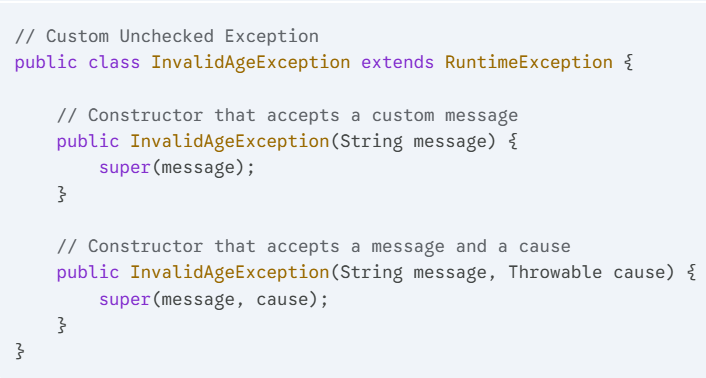 // Custom Unchecked Exception
public class InvalidAgeException extends RuntimeException {
    // Constructor that accepts a custom message
    public InvalidAgeException(String message) {
        super(message);
    }
    // Constructor that accepts a message and a cause
    public InvalidAgeException(String message, Throwable cause) {
        super(message, cause);
    }
}